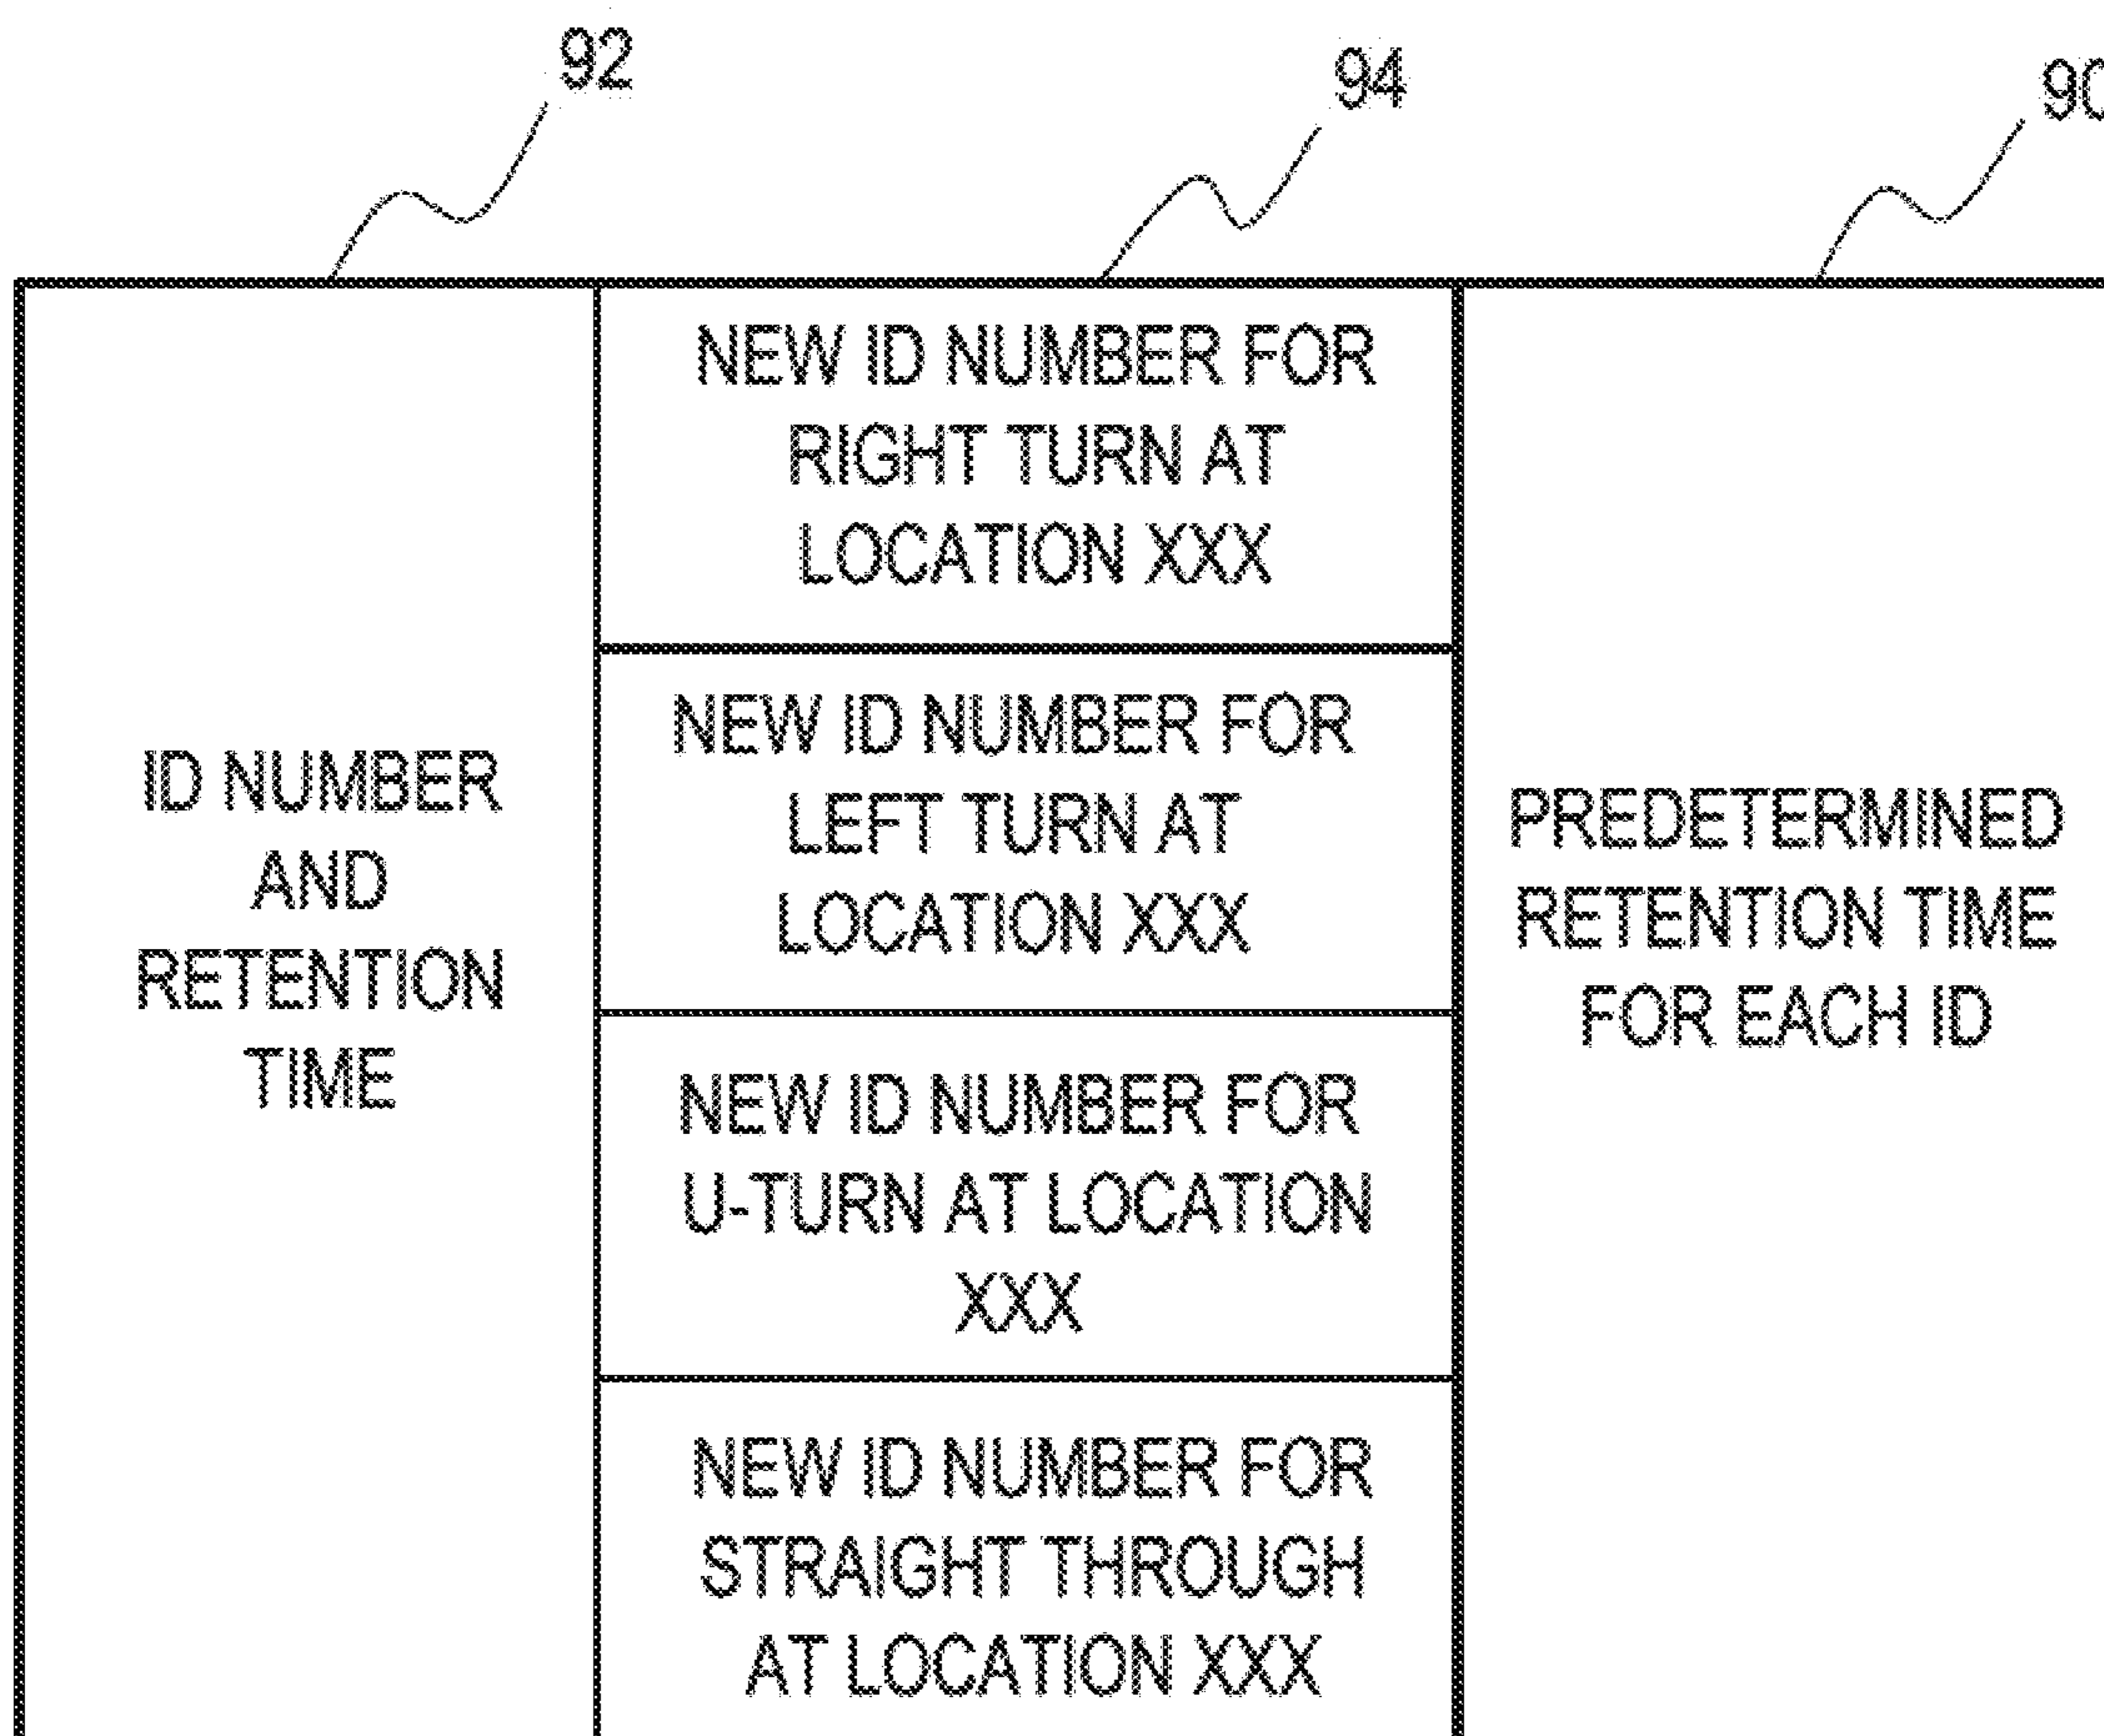 92
94
90
ID NUMBER
AND
RETENTION
TIME
NEW ID NUMBER FOR
RIGHT TURN AT
LOCATION XXX
NEW ID NUMBER FOR
LEFT TURN AT
LOCATION XXX
NEW ID NUMBER FOR
U-TURN AT LOCATION
XXX
NEW ID NUMBER FOR
STRAIGHT THROUGH
AT LOCATION XXX
PREDETERMINED
RETENTION TIME
FOR EACH ID